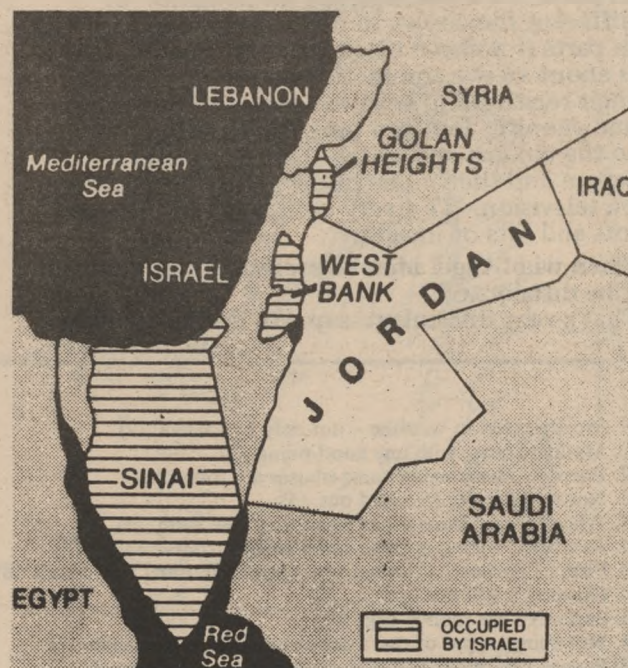 LEBANON
SYRIA
GOLAN
HEIGHTS
Mediterranean
Sea
IRAQ
ISRAEL
WEST
BANK
JORDAN
SINAI
SAUDI
ARABIA
EGYPT
Red
Sea
OCCUPIED
BY ISRAEL